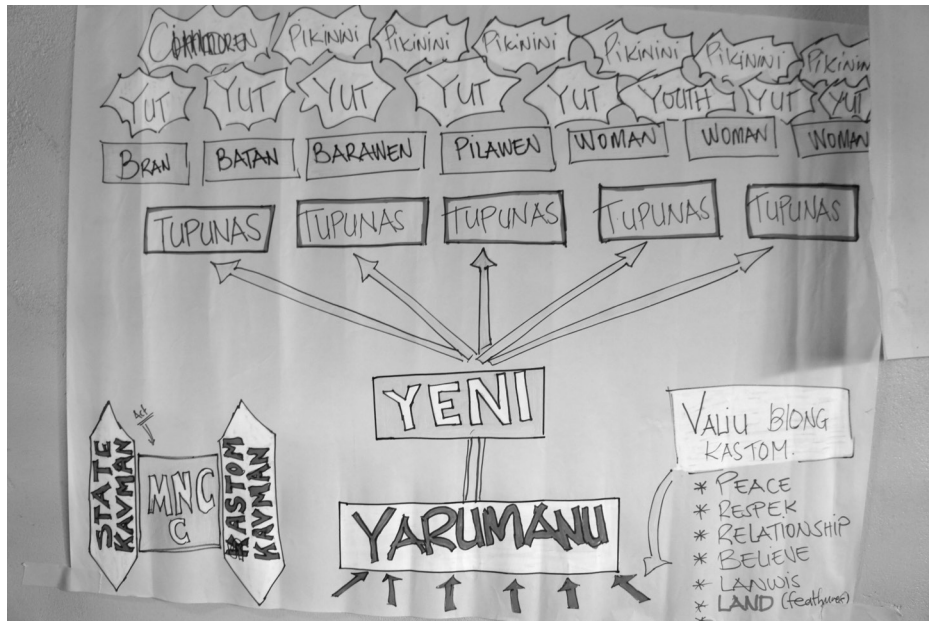 PIKININI PIKININI PIKININI PIKININI PIKININI PIKININ
YUT YUT YUT YUT YUT YOUTH YUT YUT
BRAN BATAN BARAWEN PILAWEN WOMAN WOMAN WOMAN
TUPUNAS TUPUNAS TUPUNAS TUPUNAS TUPUNAS
YENI
VALIU BLONG
KASTOM.
* PEACE
* RESPEK
* RELATIONSHIP
* BELIEVE
* LANWIS
* LAND
*
Act
STATE
KAVMAN
MNC
C
KASTOM
KAVMAN
YARUMANU